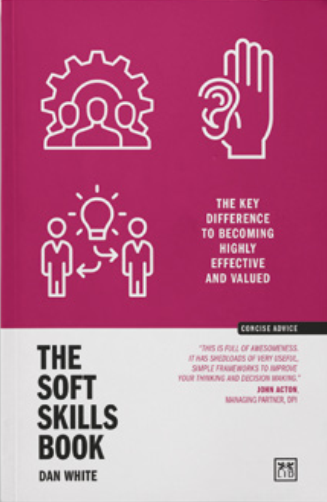 THE KEY
DIFFERENCE
TO BECOMING
HIGHLY
EFFECTIVE
AND VALUED
CONCISE ADVICE
"THIS IS FULL OF AWESOMENESS.
IT HAS SHEDLOADS OF VERY USEFUL,
SIMPLE FRAMEWORKS TO IMPROVE
YOUR THINKING AND DECISION MAKING."
JOHN ACTON,
MANAGING PARTNER, OPI
THE
SOFT
SKILLS
BOOK
DAN WHITE
LID